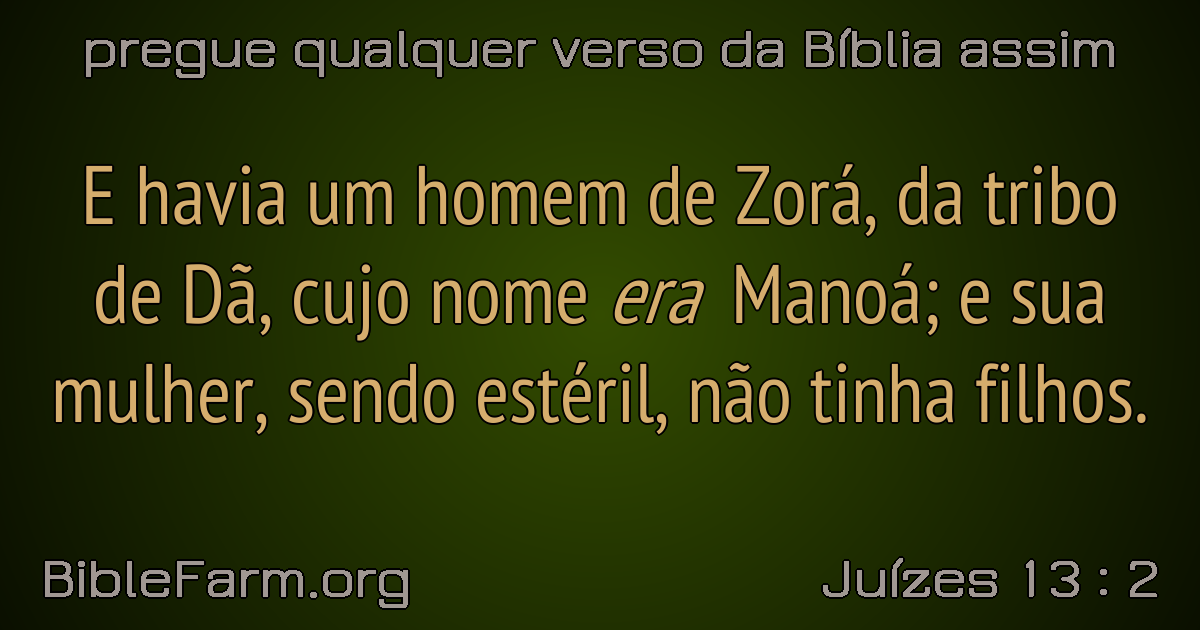 pregue qualquer verso da Bíblia assim
E havia um homem de Zorá, da tribo
de Dã, cujo nome era Manoá; e sua
mulher, sendo estéril, não tinha filhos.
BibleFarm.org
Juízes 13 : 2